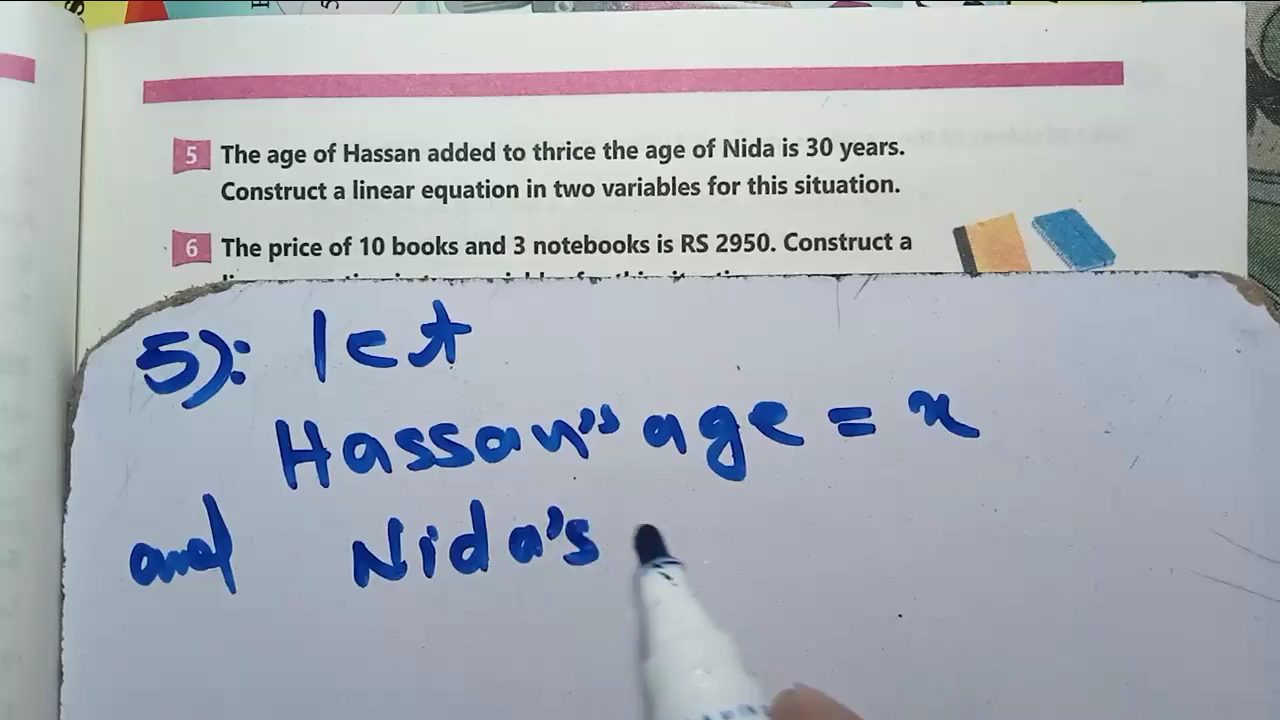 5 The age of Hassan added to thrice the age of Nida is 30 years.
Construct a linear equation in two variables for this situation.
6 The price of 10 books and 3 notebooks is RS 2950. Construct a
5): let
Hassan's age = x
and Nida's